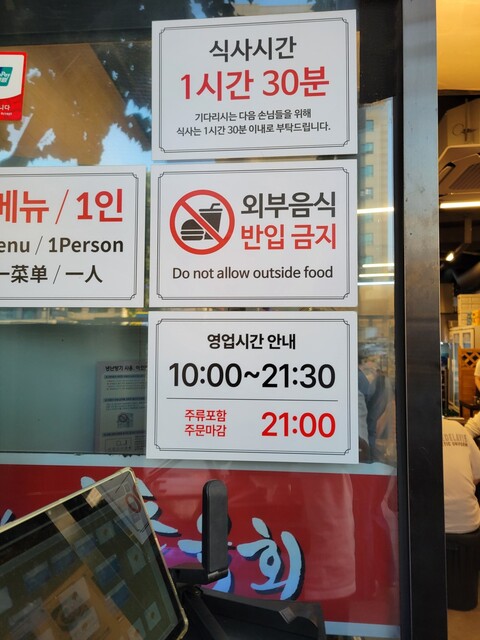 식사시간
1시간 30분
기다리시는 다음 손님들을 위해
식사는 1시간 30분 이내로 부탁드립니다.
메뉴 / 1인
enu / 1Person
一菜单 / 一人
외부음식
반입 금지
Do not allow outside food
영업시간 안내
10:00~21:30
주류포함
주문마감
21:00
회